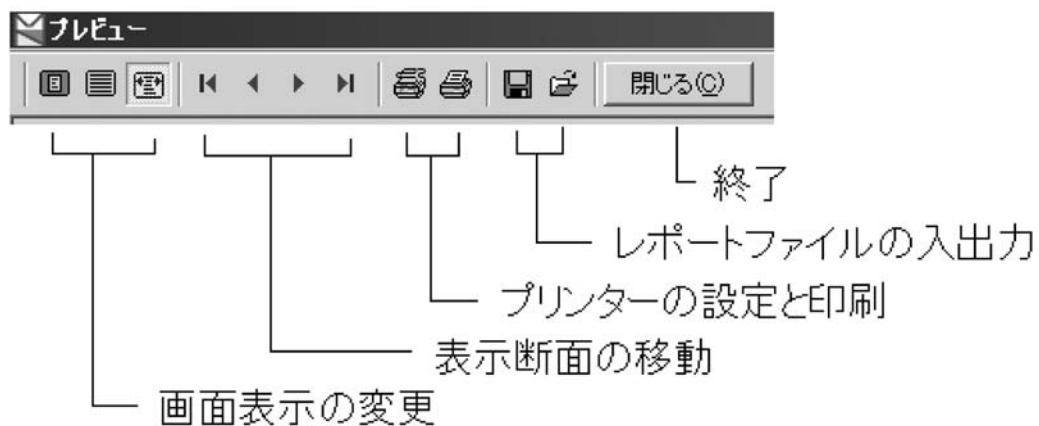 プレビュー
閉じる(C)
終了
レポートファイルの入出力
プリンターの設定と印刷
表示断面の移動
画面表示の変更